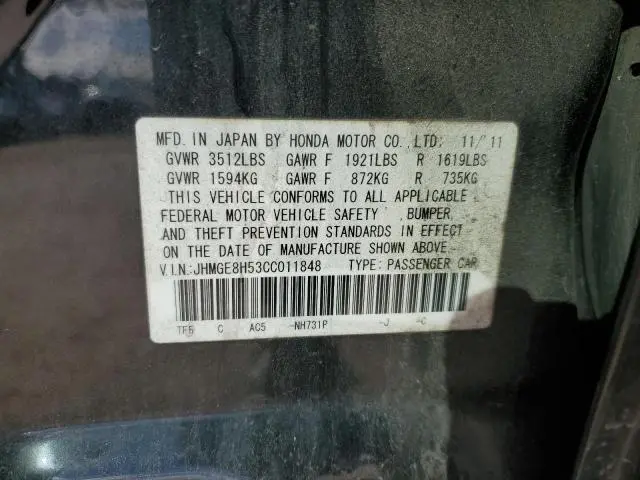 MFD. IN JAPAN BY HONDA MOTOR CO., LTD. 11/11
GVWR 3512LBS GAWR F 1921LBS R 1619LBS
GVWR 1594KG GAWR F 872KG R 735KG
THIS VEHICLE CONFORMS TO ALL APPLICABLE
FEDERAL MOTOR VEHICLE SAFETY ,BUMPER,
AND THEFT PREVENTION STANDARDS IN EFFECT
ON THE DATE OF MANUFACTURE SHOWN ABOVE.
V.I.N.:JHMGE8H53CC011848 TYPE: PASSENGER CAR
TF6 C AC5 -NH731P -J -C